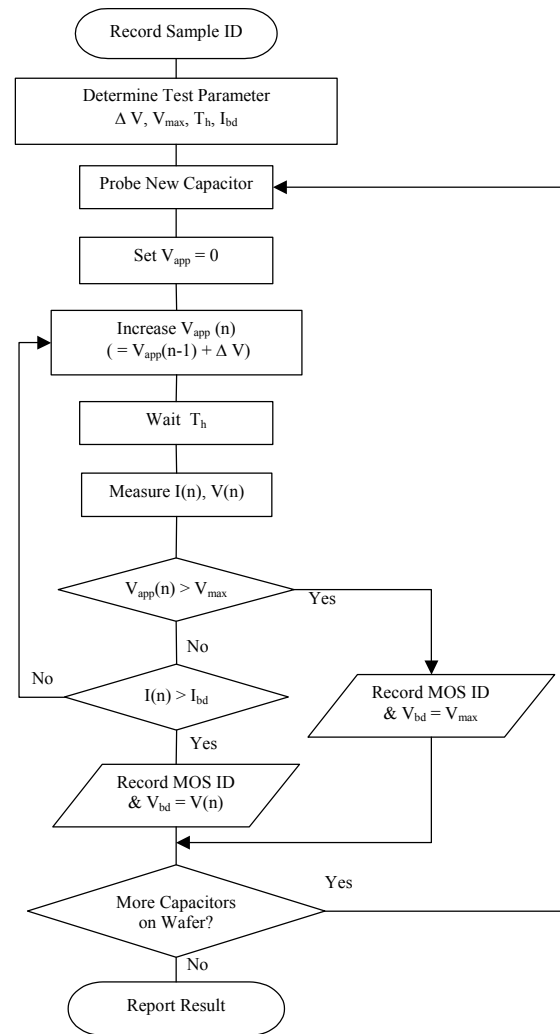 Record Sample ID
Determine Test Parameter
Δ V, Vmax, Th, Ibd
Probe New Capacitor
Set Vapp = 0
Increase Vapp (n)
( = Vapp(n-1) + Δ V)
Wait Th
Measure I(n), V(n)
Vapp(n) > Vmax
Yes
No
No
I(n) > Ibd
Record MOS ID
& Vbd = Vmax
Yes
Record MOS ID
& Vbd = V(n)
More Capacitors
on Wafer?
Yes
No
Report Result